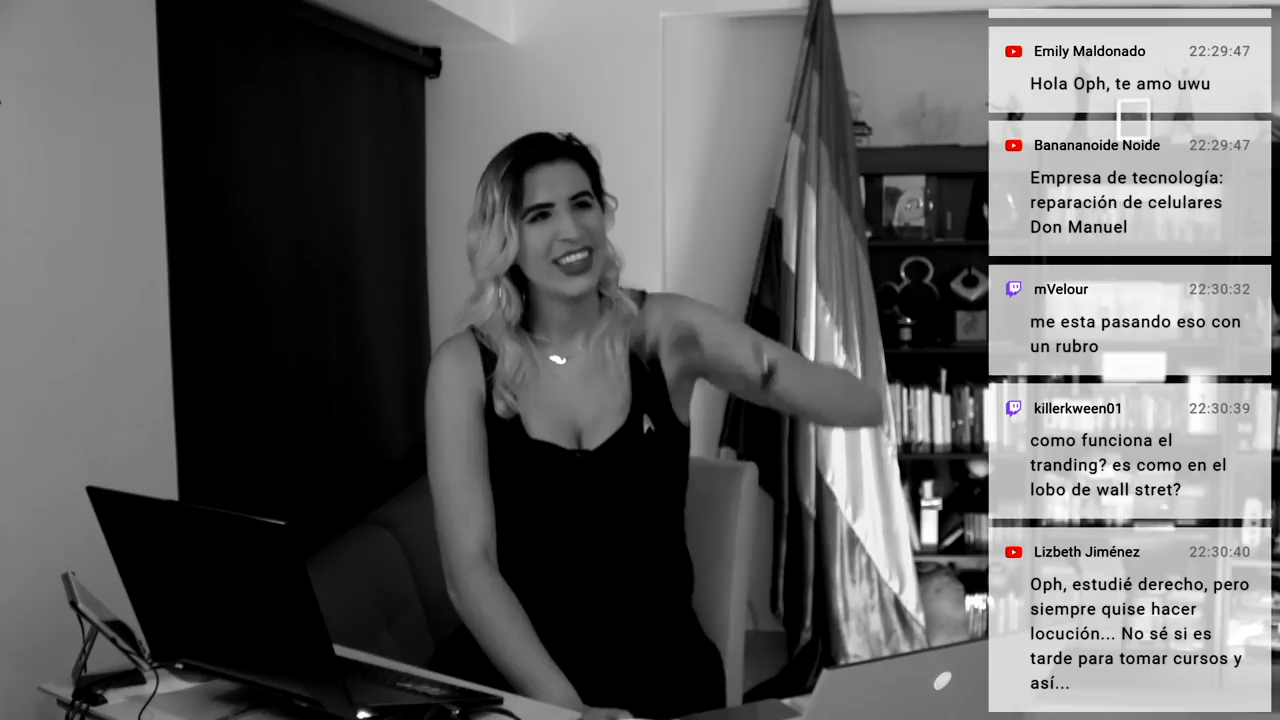 Emily Maldonado 22:29:47
Hola Oph, te amo uwu
Banananoide Noide 22:29:47
Empresa de tecnología:
reparación de celulares
Don Manuel
mVelour 22:30:32
me esta pasando eso con
un rubro
killerkween01 22:30:39
como funciona el
tranding? es como en el
lobo de wall stret?
Lizbeth Jiménez 22:30:40
Oph, estudié derecho, pero
siempre quise hacer
locución... No sé si es
tarde para tomar cursos y
así...